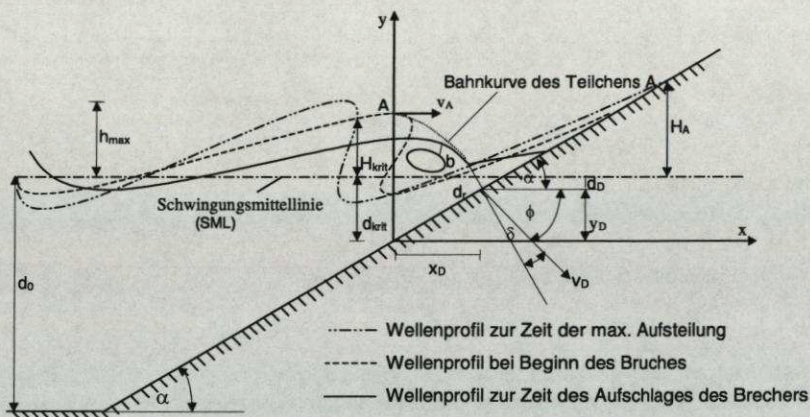 y
Bahnkurve des Teilchens A
A
v_A
h_max
H_krit
b
H_A
Schwingungsmittellinie
(SML)
d_krit
d_r
α
d_D
ϕ
y_D
x
d_0
x_D
δ
v_D
α
Wellenprofil zur Zeit der max. Aufsteilung
Wellenprofil bei Beginn des Bruches
Wellenprofil zur Zeit des Aufschlages des Brechers